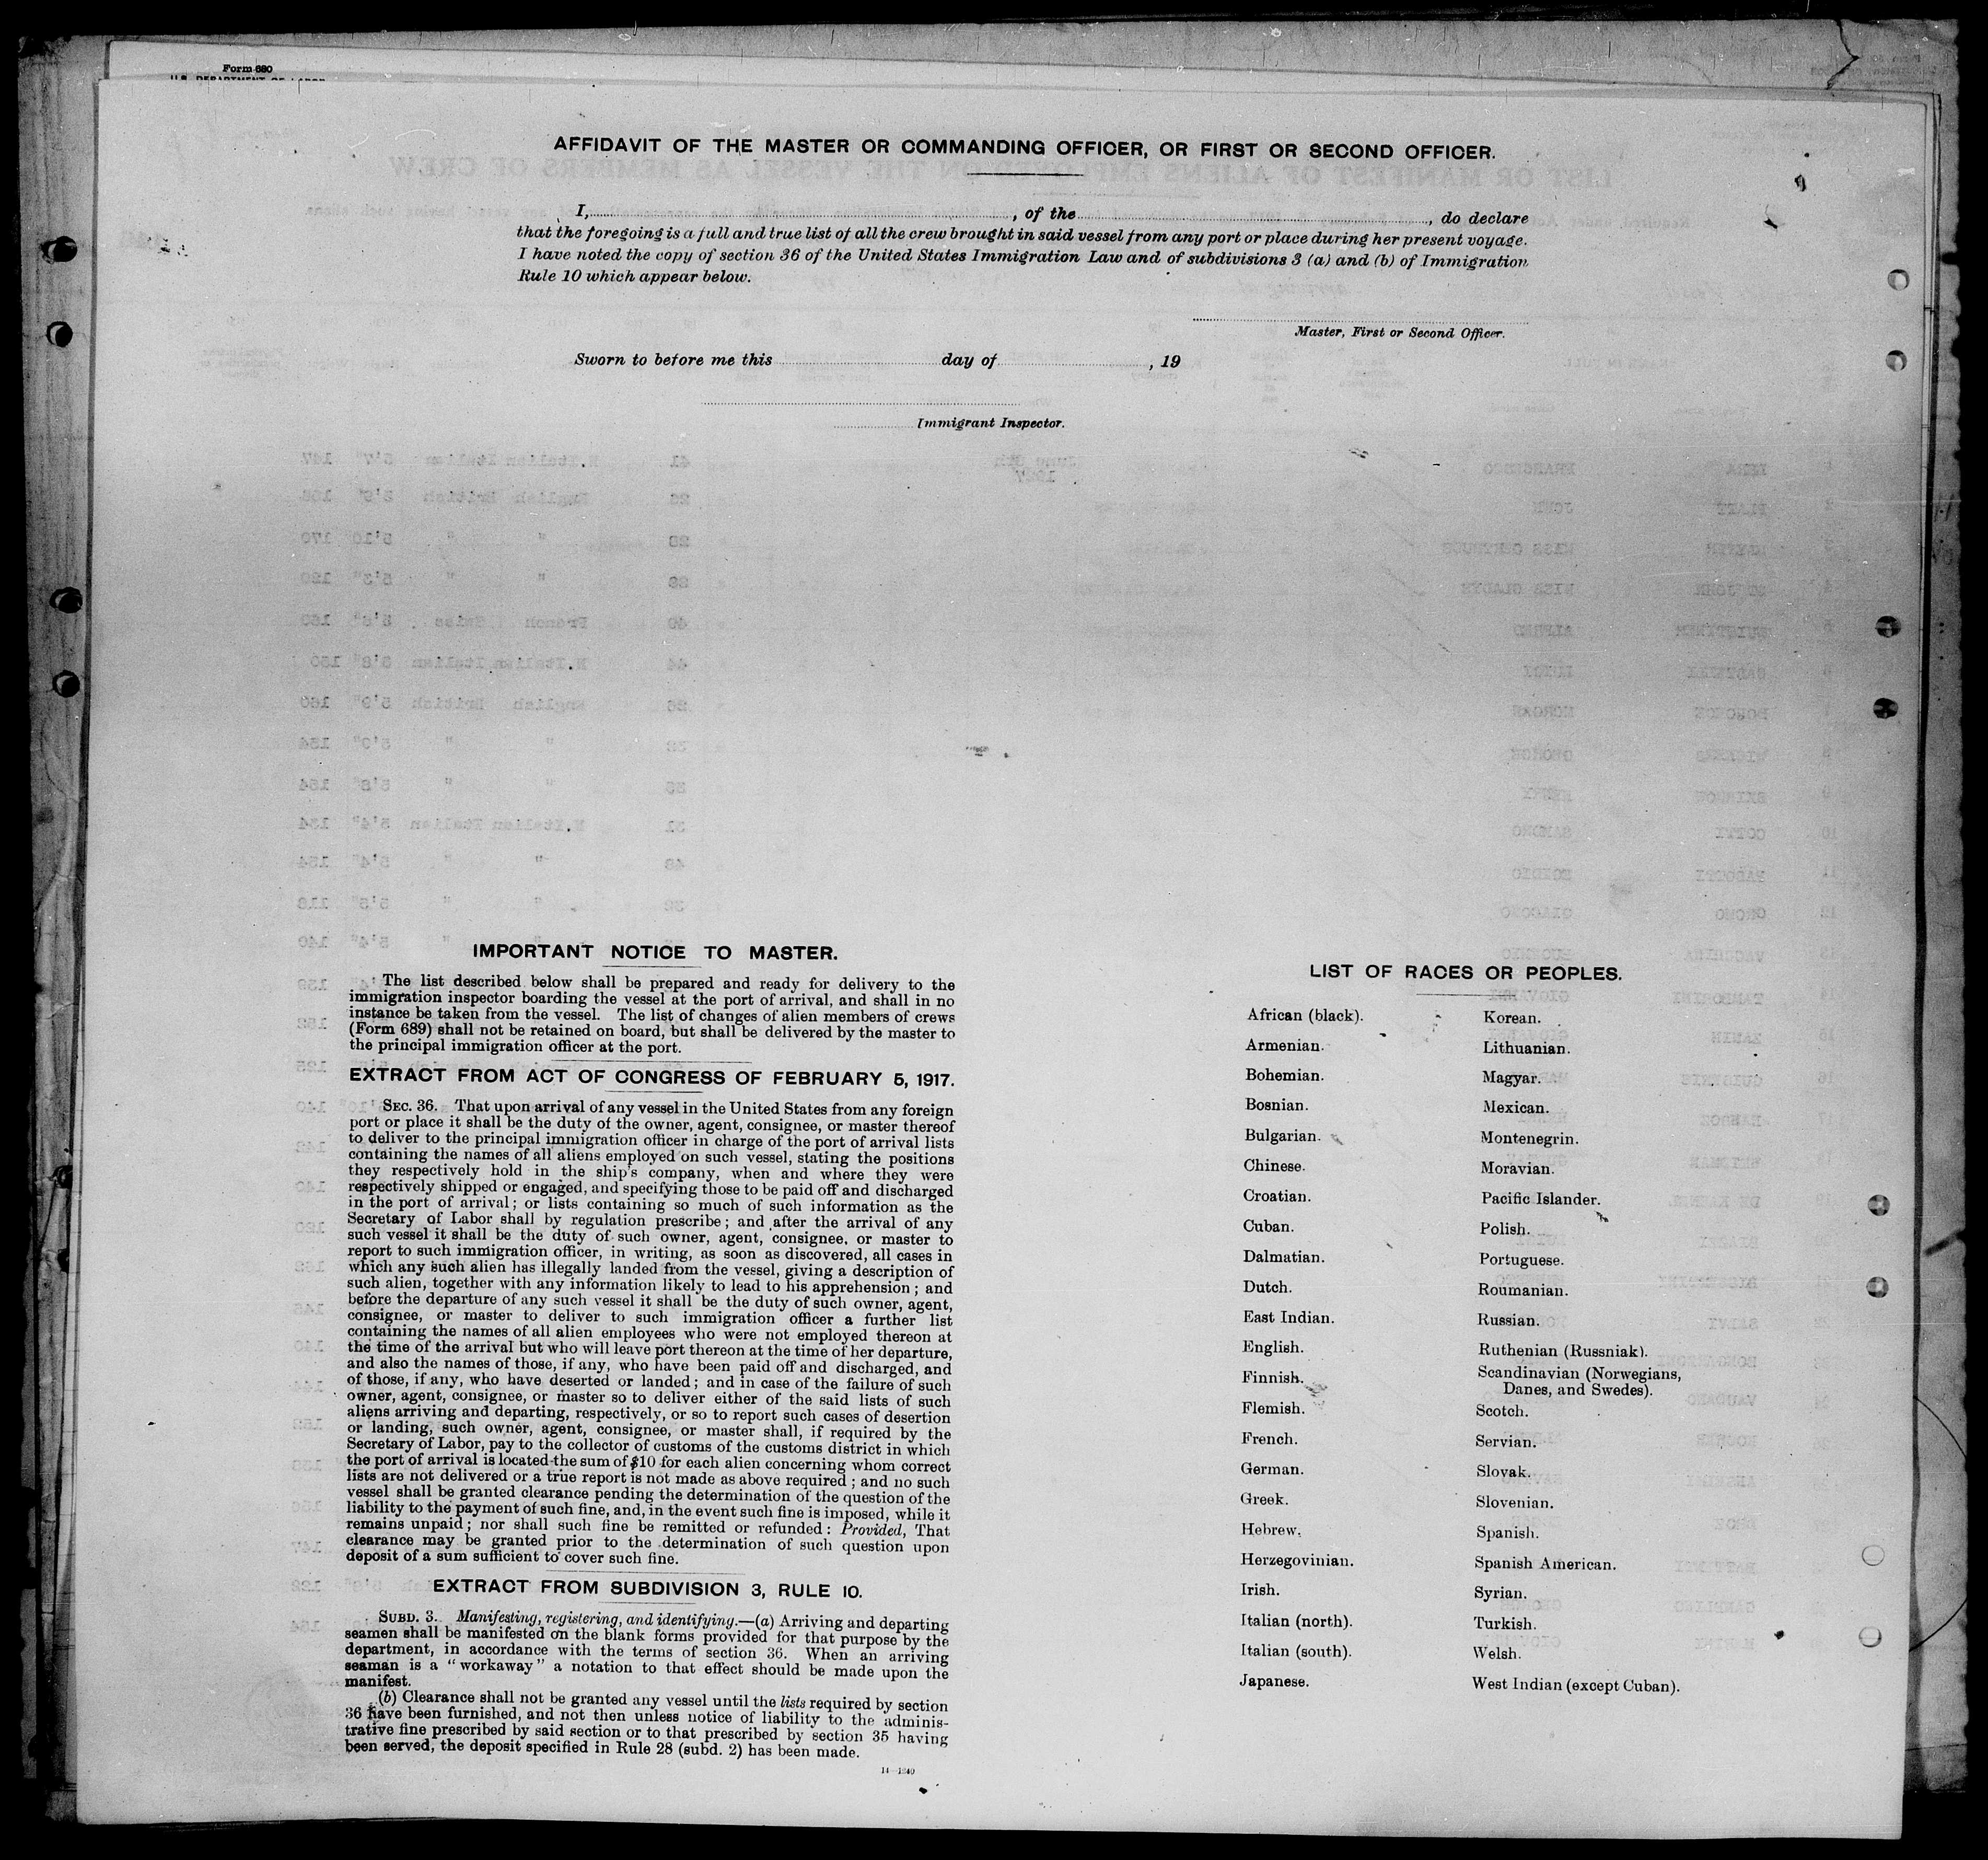 Form 680
U.S. DEPARTMENT OF LABOR
AFFIDAVIT OF THE MASTER OR COMMANDING OFFICER, OR FIRST OR SECOND OFFICER.
I, , of the , do declare
that the foregoing is a full and true list of all the crew brought in said vessel from any port or place during her present voyage.
I have noted the copy of section 36 of the United States Immigration Law and of subdivisions 3 (a) and (b) of Immigration
Rule 10 which appear below.
Master, First or Second Officer.
Sworn to before me this day of , 19
Immigrant Inspector.
IMPORTANT NOTICE TO MASTER.
The list described below shall be prepared and ready for delivery to the
immigration inspector boarding the vessel at the port of arrival, and shall in no
instance be taken from the vessel. The list of changes of alien members of crews
(Form 689) shall not be retained on board, but shall be delivered by the master to
the principal immigration officer at the port.
EXTRACT FROM ACT OF CONGRESS OF FEBRUARY 5, 1917.
SEC. 36. That upon arrival of any vessel in the United States from any foreign
port or place it shall be the duty of the owner, agent, consignee, or master thereof
to deliver to the principal immigration officer in charge of the port of arrival lists
containing the names of all aliens employed on such vessel, stating the positions
they respectively hold in the ship's company, when and where they were
respectively shipped or engaged, and specifying those to be paid off and discharged
in the port of arrival; or lists containing so much of such information as the
Secretary of Labor shall by regulation prescribe; and after the arrival of any
such vessel it shall be the duty of such owner, agent, consignee, or master to
report to such immigration officer, in writing, as soon as discovered, all cases in
which any such alien has illegally landed from the vessel, giving a description of
such alien, together with any information likely to lead to his apprehension; and
before the departure of any such vessel it shall be the duty of such owner, agent,
consignee, or master to deliver to such immigration officer a further list
containing the names of all alien employees who were not employed thereon at
the time of the arrival but who will leave port thereon at the time of her departure,
and also the names of those, if any, who have been paid off and discharged, and
of those, if any, who have deserted or landed; and in case of the failure of such
owner, agent, consignee, or master so to deliver either of the said lists of such
aliens arriving and departing, respectively, or so to report such cases of desertion
or landing, such owner, agent, consignee, or master shall, if required by the
Secretary of Labor, pay to the collector of customs of the customs district in which
the port of arrival is located the sum of $10 for each alien concerning whom correct
lists are not delivered or a true report is not made as above required; and no such
vessel shall be granted clearance pending the determination of the question of the
liability to the payment of such fine, and, in the event such fine is imposed, while it
remains unpaid; nor shall such fine be remitted or refunded: Provided, That
clearance may be granted prior to the determination of such question upon
deposit of a sum sufficient to cover such fine.
EXTRACT FROM SUBDIVISION 3, RULE 10.
SUBD. 3. Manifesting, registering, and identifying.—(a) Arriving and departing
seamen shall be manifested on the blank forms provided for that purpose by the
department, in accordance with the terms of section 36. When an arriving
seaman is a "workaway" a notation to that effect should be made upon the
manifest.
(b) Clearance shall not be granted any vessel until the lists required by section
36 have been furnished, and not then unless notice of liability to the adminis-
trative fine prescribed by said section or to that prescribed by section 35 having
been served, the deposit specified in Rule 28 (subd. 2) has been made.
14—1240
LIST OF RACES OR PEOPLES.
African (black).
Armenian.
Bohemian.
Bosnian.
Bulgarian.
Chinese.
Croatian.
Cuban.
Dalmatian.
Dutch.
East Indian.
English.
Finnish.
Flemish.
French.
German.
Greek.
Hebrew.
Herzegovinian.
Irish.
Italian (north).
Italian (south).
Japanese.
Korean.
Lithuanian.
Magyar.
Mexican.
Montenegrin.
Moravian.
Pacific Islander.
Polish.
Portuguese.
Roumanian.
Russian.
Ruthenian (Russniak).
Scandinavian (Norwegians,
Danes, and Swedes).
Scotch.
Servian.
Slovak.
Slovenian.
Spanish.
Spanish American.
Syrian.
Turkish.
Welsh.
West Indian (except Cuban).